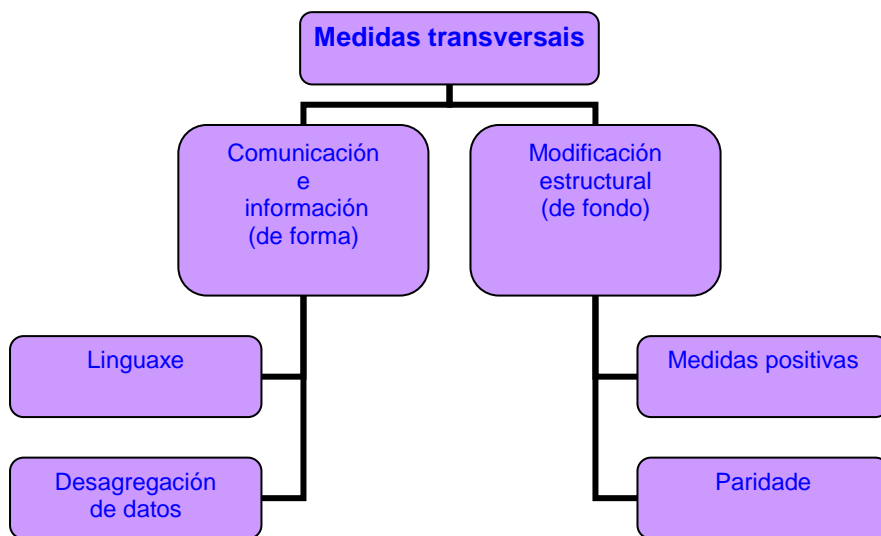 Medidas transversais
Comunicación
e
información
(de forma)
Modificación
estructural
(de fondo)
Linguaxe
Medidas positivas
Desagregación
de datos
Paridade